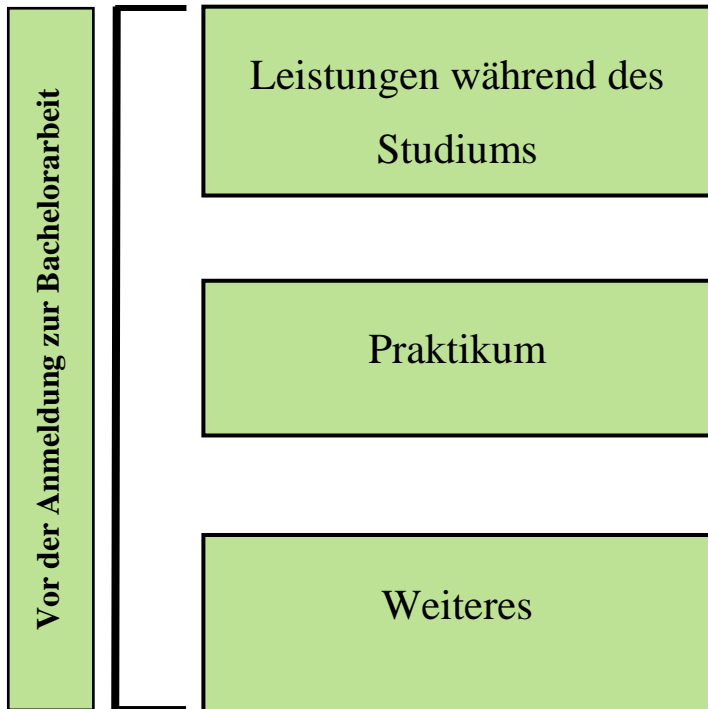 Vor der Anmeldung zur Bachelorarbeit
Leistungen während des
Studiums
Praktikum
Weiteres